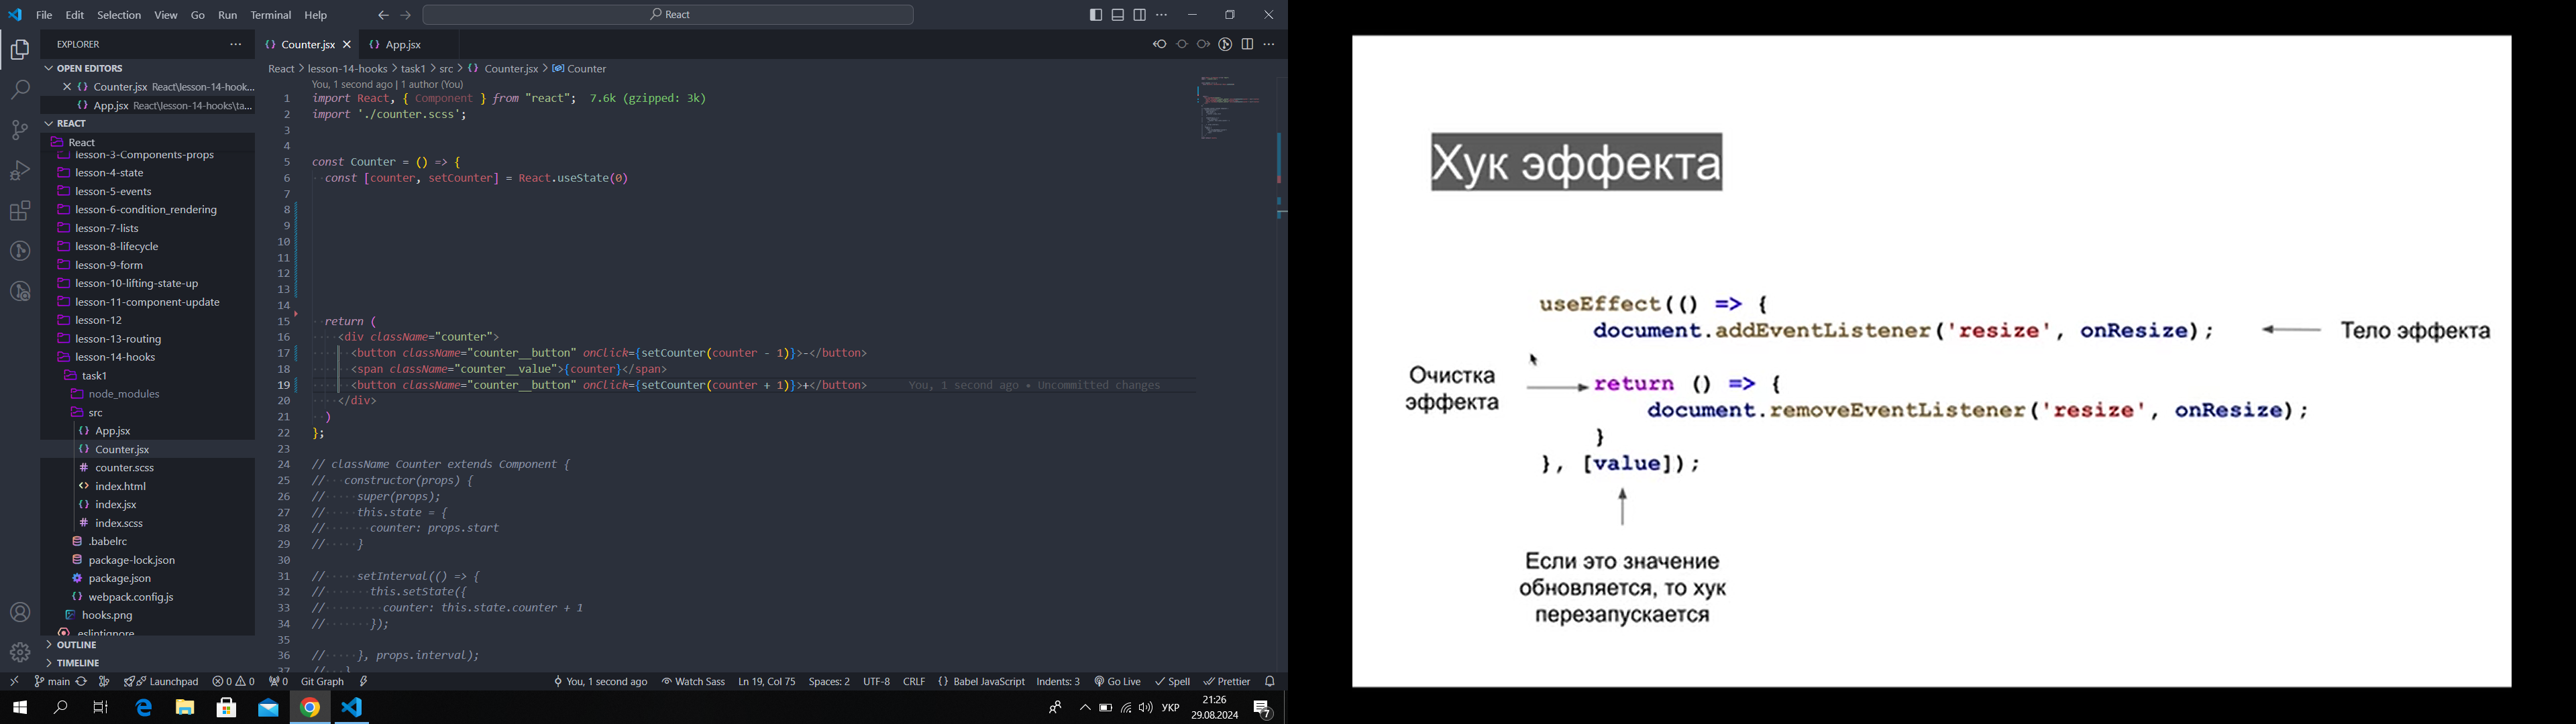 File Edit Selection View Go Run Terminal Help
React
EXPLORER
OPEN EDITORS
Counter.jsx React\lesson-14-hook...
App.jsx React\lesson-14-hooks\ta...
REACT
React
lesson-3-Components-props
lesson-4-state
lesson-5-events
lesson-6-condition_rendering
lesson-7-lists
lesson-8-lifecycle
lesson-9-form
lesson-10-lifting-state-up
lesson-11-component-update
lesson-12
lesson-13-routing
lesson-14-hooks
task1
node_modules
src
App.jsx
Counter.jsx
counter.scss
index.html
index.jsx
index.scss
.babelrc
package-lock.json
package.json
webpack.config.js
hooks.png
.eslintignore
OUTLINE
TIMELINE
Counter.jsx App.jsx
React > lesson-14-hooks > task1 > src > Counter.jsx > Counter
You, 1 second ago | 1 author (You)
1 import React, { Component } from "react"; 7.6k (gzipped: 3k)
2 import './counter.scss';
3
4
5 const Counter = () => {
6 const [counter, setCounter] = React.useState(0)
7
8
9
10
11
12
13
14
15 return (
16 <div className="counter">
17 <button className="counter__button" onClick={setCounter(counter - 1)}>-</button>
18 <span className="counter__value">{counter}</span>
19 <button className="counter__button" onClick={setCounter(counter + 1)}>+</button> You, 1 second ago • Uncommitted changes
20 </div>
21 )
22 };
23
24 // className Counter extends Component {
25 // constructor(props) {
26 // super(props);
27 // this.state = {
28 // counter: props.start
29 // }
30
31 // setInterval(() => {
32 // this.setState({
33 // counter: this.state.counter + 1
34 // });
35
36 // }, props.interval);
37 // }
main Launchpad 0 0 0 Git Graph You, 1 second ago Watch Sass Ln 19, Col 75 Spaces: 2 UTF-8 CRLF Babel JavaScript Indents: 3 Go Live Spell Prettier
УКР 21:26
29.08.2024
7
Хук эффекта
useEffect(() => {
document.addEventListener('resize', onResize);
Тело эффекта
Очистка
эффекта
return () => {
document.removeEventListener('resize', onResize);
}
}, [value]);
Если это значение
обновляется, то хук
перезапускается